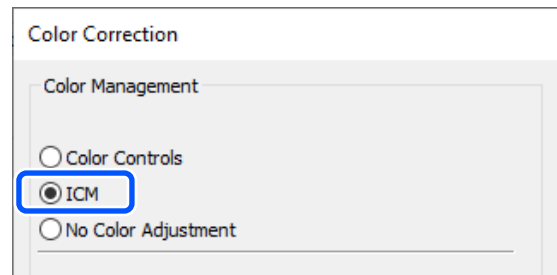 Color Correction
Color Management
Color Controls
ICM
No Color Adjustment